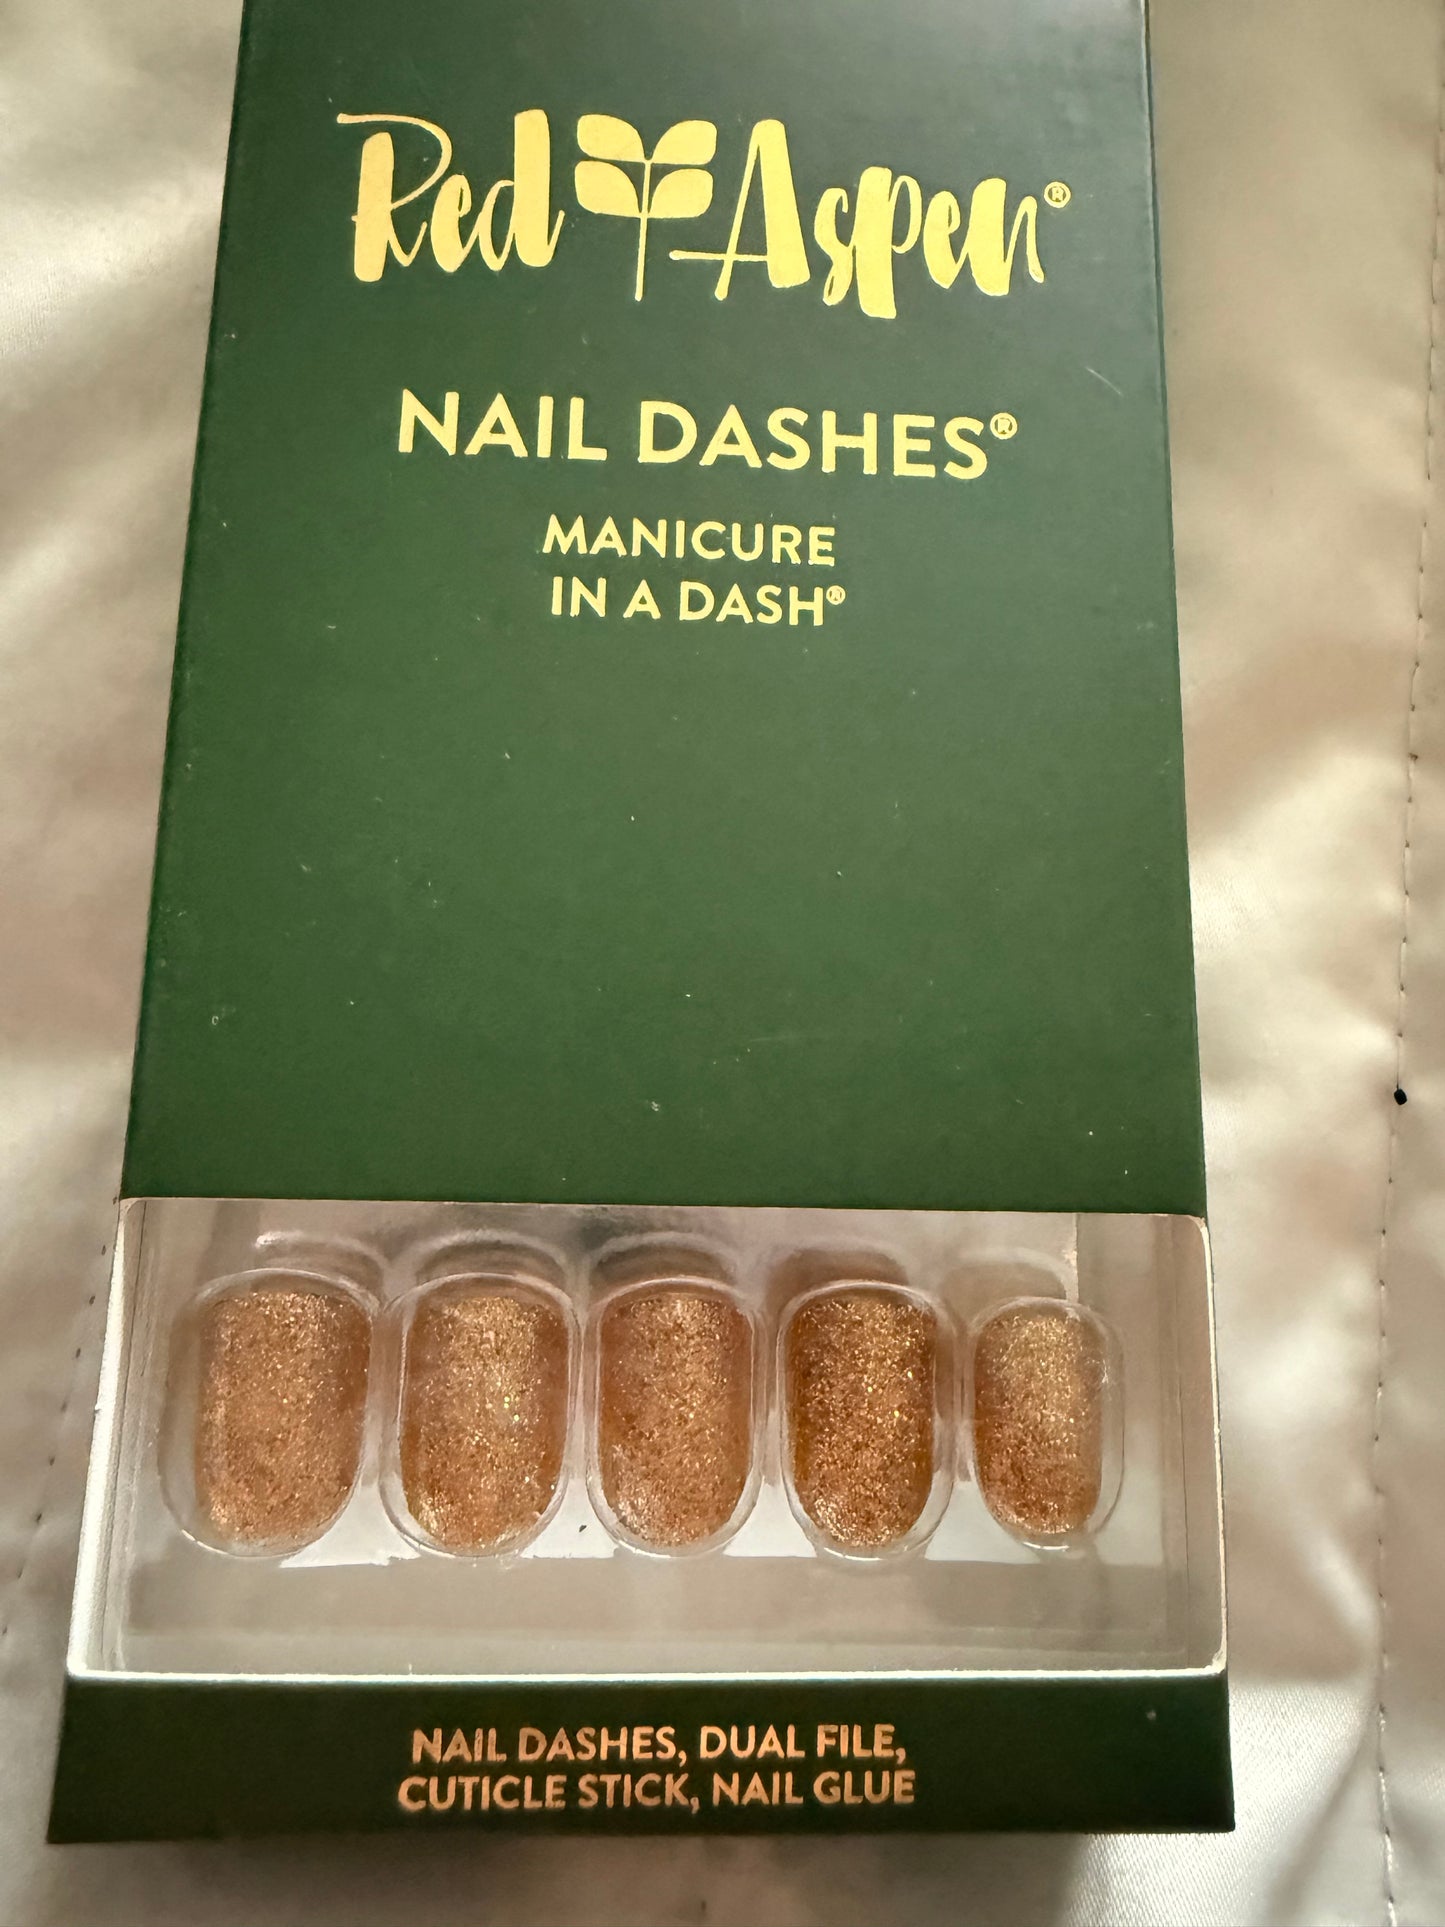 Red Aspen®
NAIL DASHES®
MANICURE
IN A DASH®
NAIL DASHES, DUAL FILE,
CUTICLE STICK, NAIL GLUE